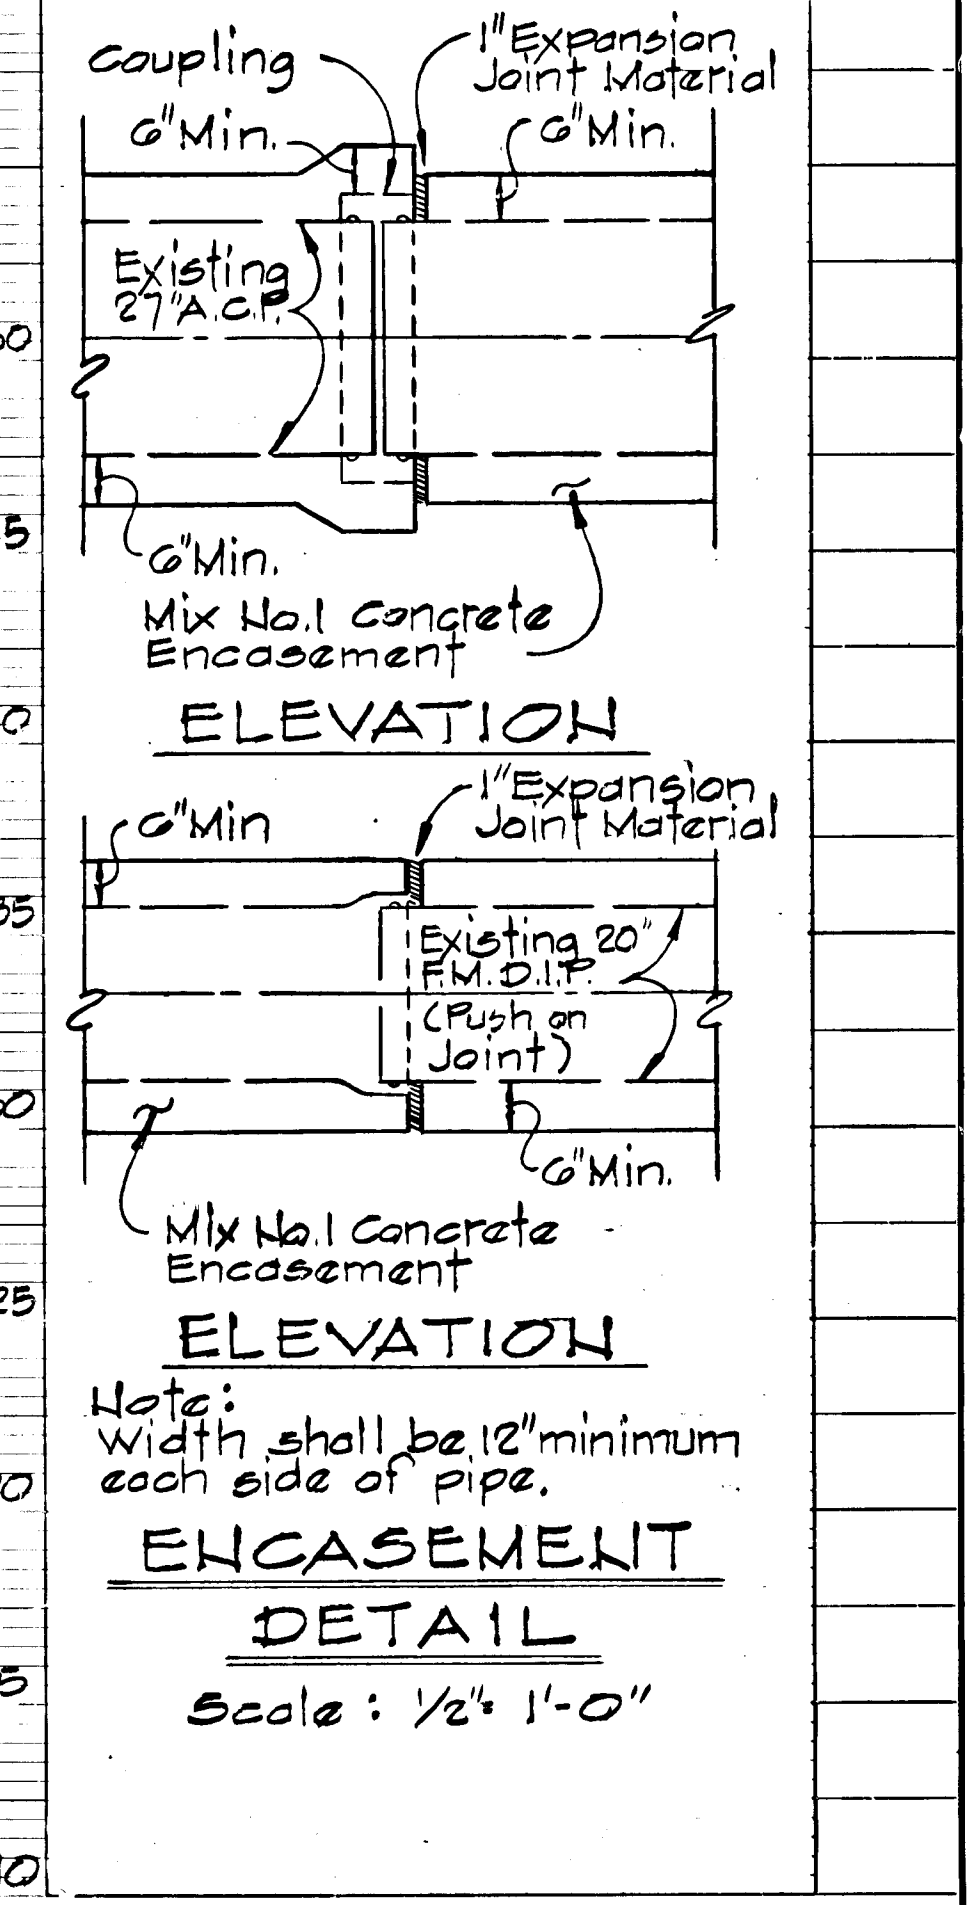 Coupling
1" Expansion
Joint Material
6" Min.
6" Min.
Existing
27" A.C.P.
6" Min.
Mix No. 1 Concrete
Encasement
ELEVATION
1" Expansion
Joint Material
6" Min
Existing 20"
F.M. D.I.P.
(Push on
Joint)
6" Min.
Mix No. 1 Concrete
Encasement
ELEVATION
Note:
Width shall be 12" minimum
each side of pipe.
ENCASEMENT
DETAIL
Scale : 1/2" = 1'-0"